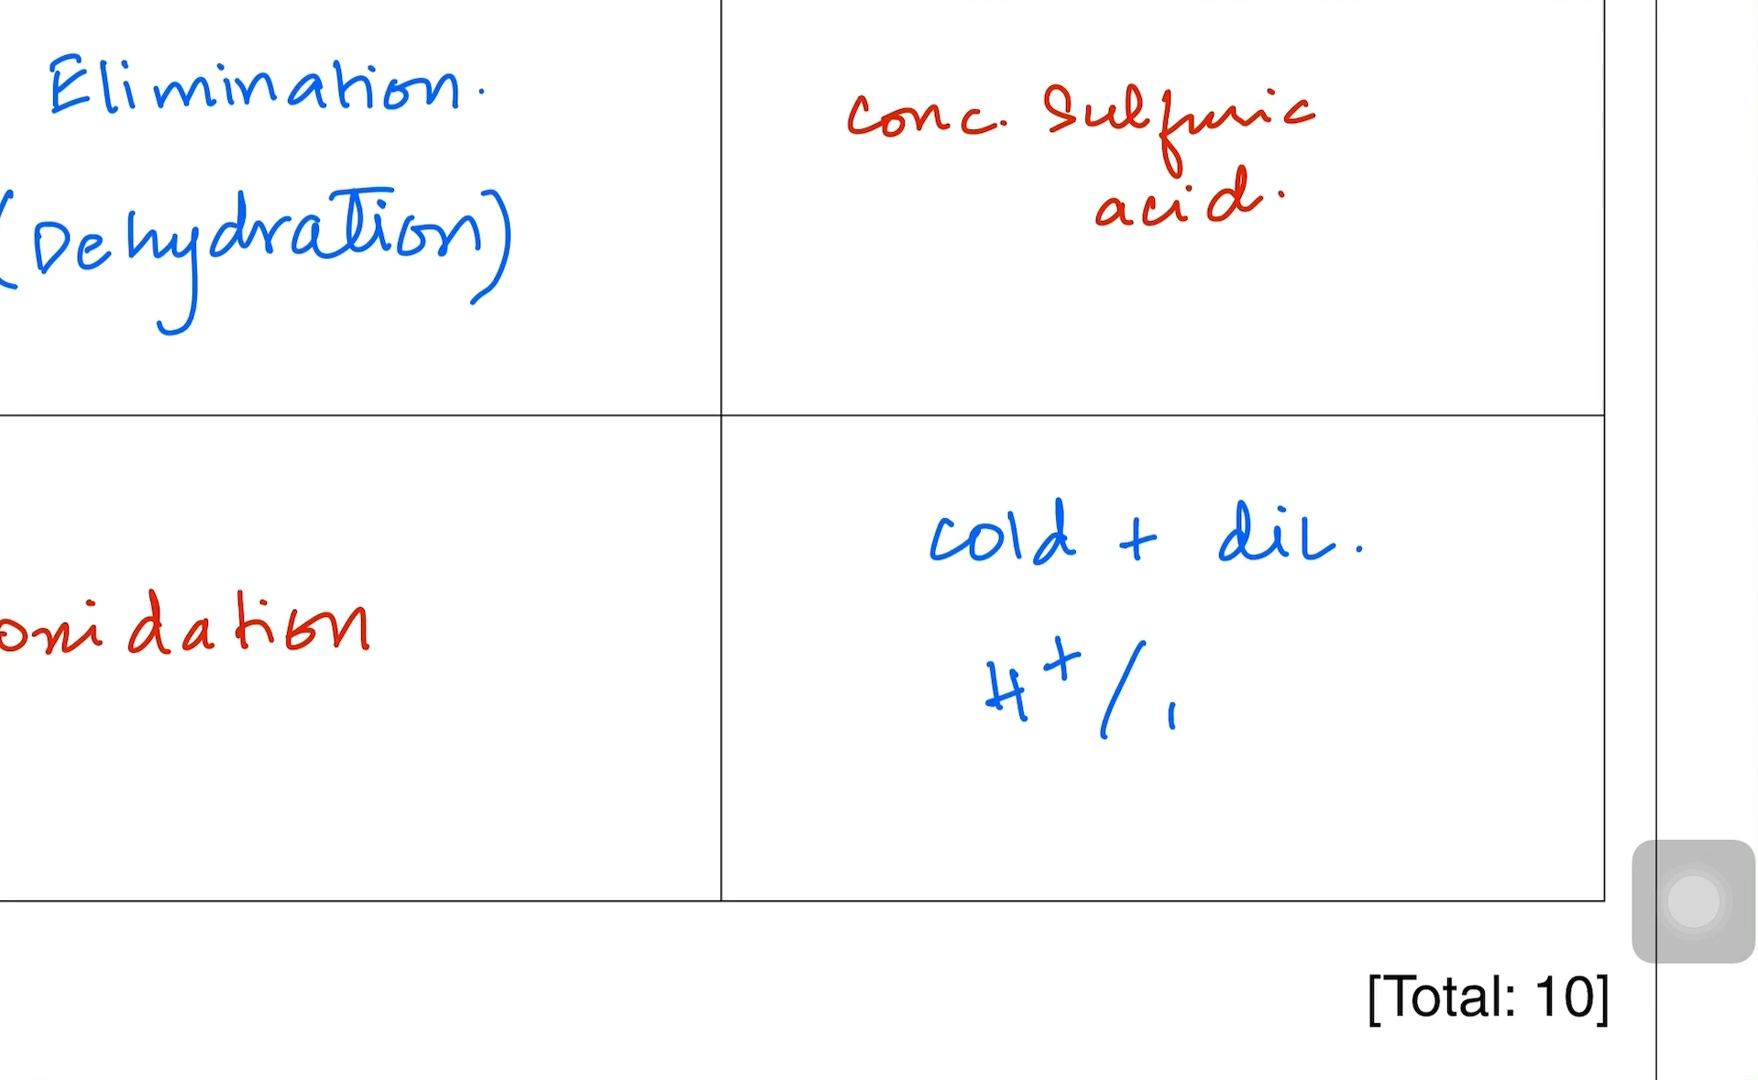 Elimination.
(Dehydration)
conc. Sulfuric
acid.
oxidation
cold + dil.
H+/
[Total: 10]